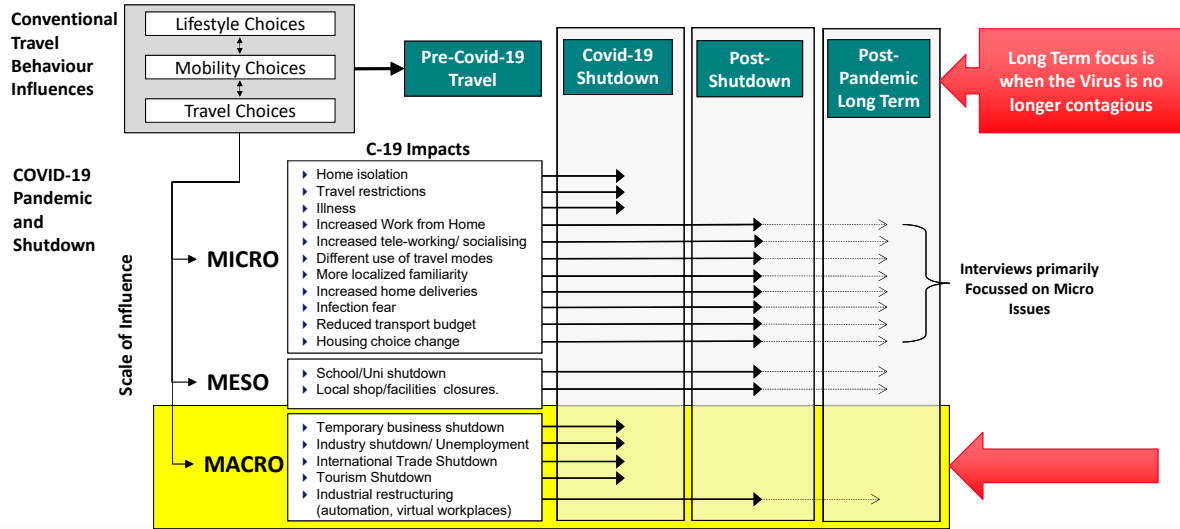 Conventional
Travel
Behaviour
Influences
Lifestyle Choices
Mobility Choices
Travel Choices
Pre-Covid-19
Travel
Covid-19
Shutdown
Post-
Shutdown
Post-
Pandemic
Long Term
Long Term focus is
when the Virus is no
longer contagious
COVID-19
Pandemic
and
Shutdown
Scale of Influence
C-19 Impacts
MICRO
Home isolation
Travel restrictions
Illness
Increased Work from Home
Increased tele-working/ socialising
Different use of travel modes
More localized familiarity
Increased home deliveries
Infection fear
Reduced transport budget
Housing choice change
Interviews primarily
Focussed on Micro
Issues
MESO
School/Uni shutdown
Local shop/facilities closures.
MACRO
Temporary business shutdown
Industry shutdown/ Unemployment
International Trade Shutdown
Tourism Shutdown
Industrial restructuring
(automation, virtual workplaces)